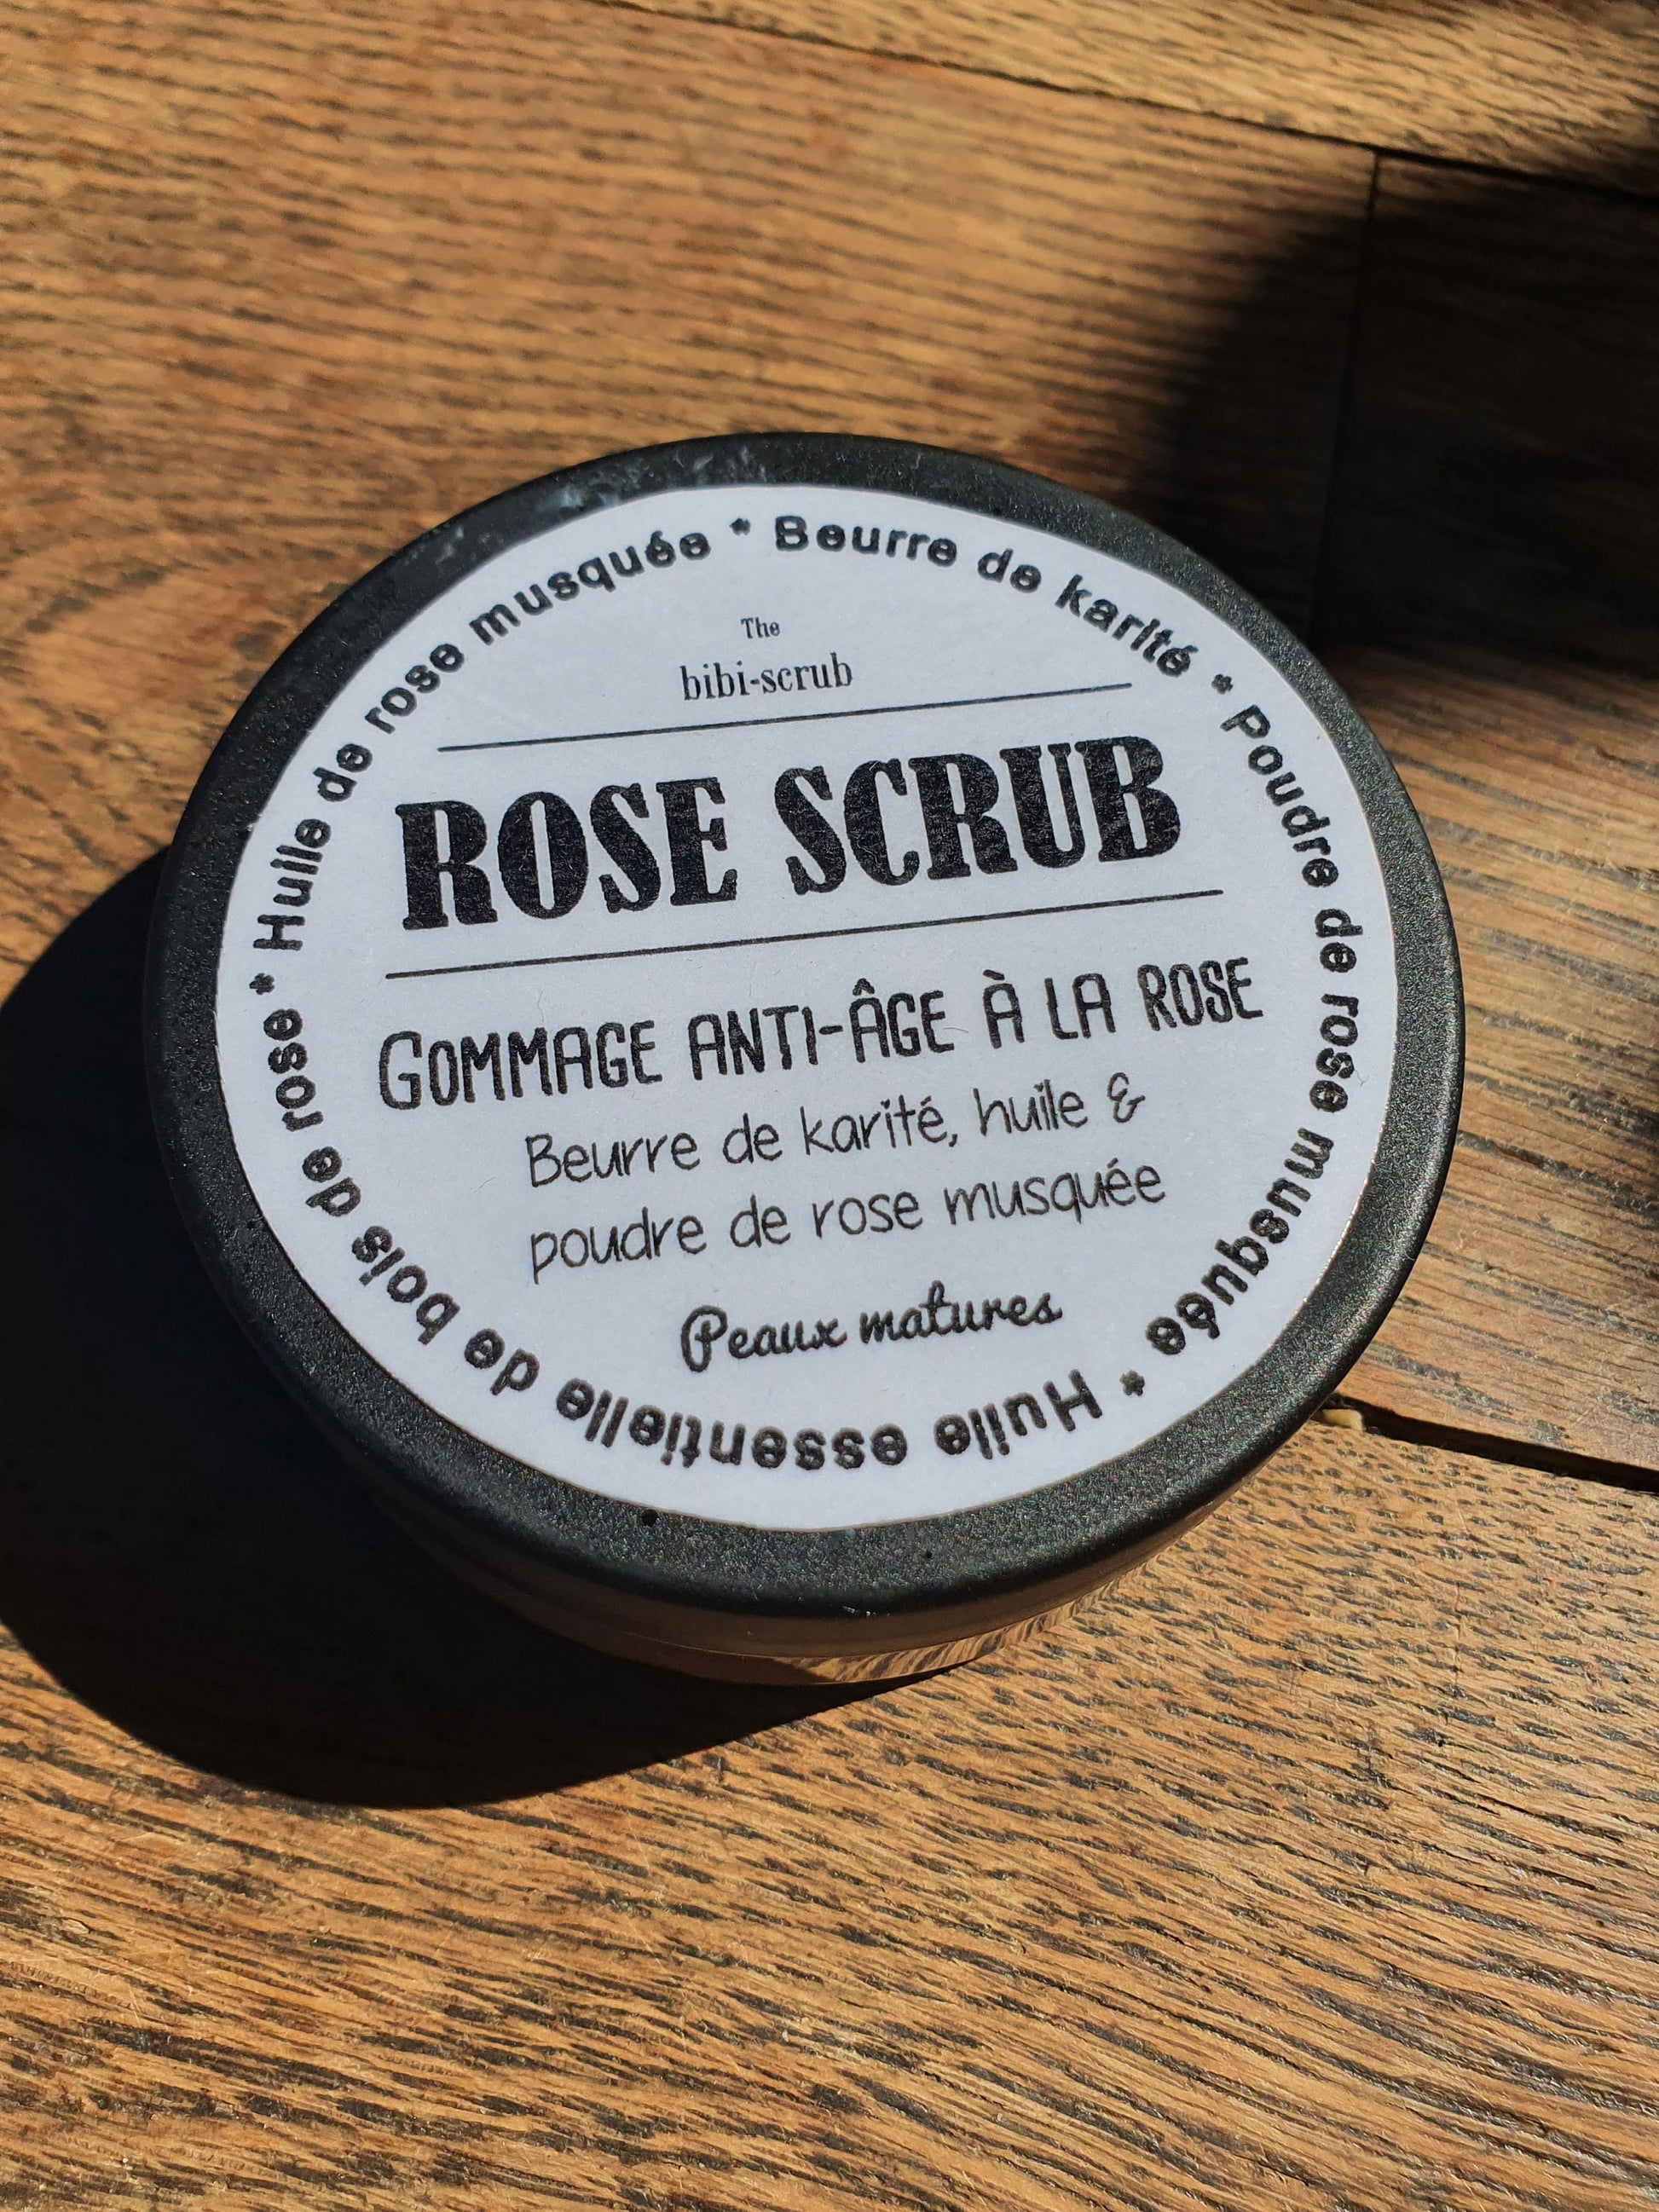 The
bibi-scrub
ROSE SCRUB
GOMMAGE ANTI-ÂGE À LA ROSE
Beurre de karité, huile &
poudre de rose musquée
Peaux matures
* Huile de rose musquée * Beurre de karité * Poudre de rose musquée * Huile essentielle de bois de rose